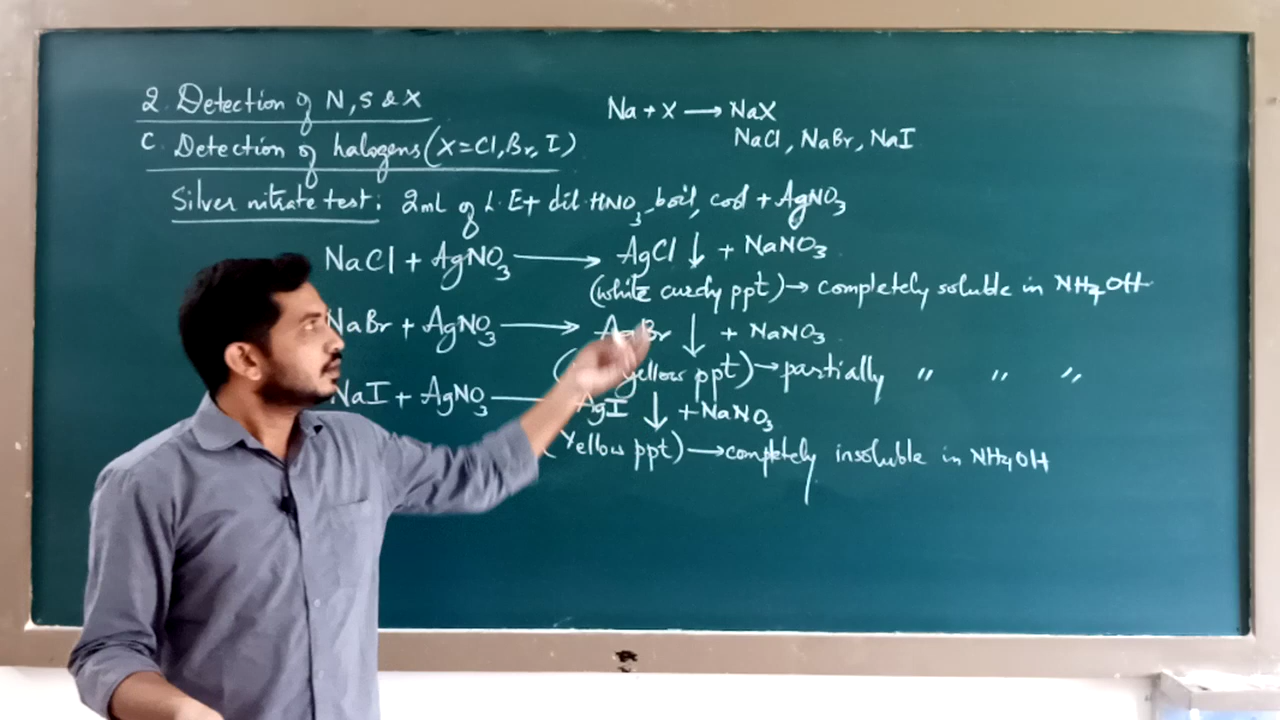 2. Detection of N, S & X
Na + X → NaX
NaCl, NaBr, NaI
C. Detection of halogens (X=Cl, Br, I)
Silver nitrate test: 2mL of L.E + dil. HNO3, boil, cool + AgNO3
NaCl + AgNO3 → AgCl ↓ + NaNO3
(white curdy ppt) → completely soluble in NH4OH
NaBr + AgNO3 → AgBr ↓ + NaNO3
yellow ppt) → partially " " "
NaI + AgNO3 AgI ↓ + NaNO3
(Yellow ppt) → completely insoluble in NH4OH